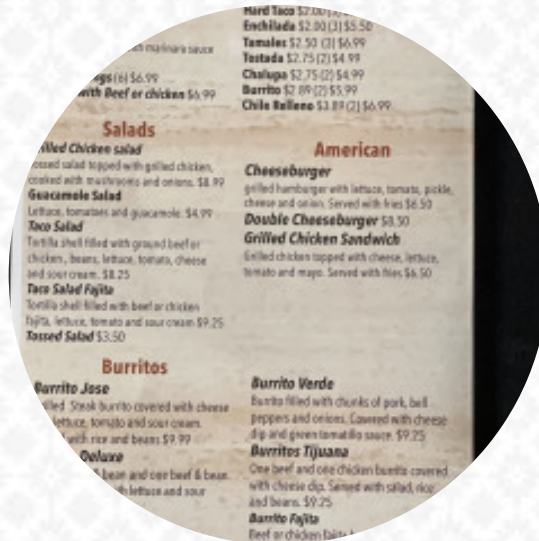 marinara sauce
(6) $6.99
with Beef or chicken $6.99
Salads
Grilled Chicken salad
tossed salad topped with grilled chicken,
cooked with mushrooms and onions. $8.99
Guacamole Salad
Lettuce, tomatoes and guacamole. $4.99
Taco Salad
Tortilla shell filled with ground beef or
chicken, beans, lettuce, tomato, cheese
and sour cream. $8.25
Taco Salad Fajita
Tortilla shell filled with beef or chicken
fajita, lettuce, tomato and sour cream $9.25
Tossed Salad $3.50
Burritos
Burrito Jose
Steak burrito covered with cheese
lettuce, tomato and sour cream.
with rice and beans $9.99
Deluxe
bean and one beef & bean
lettuce and sour
Hard Taco $2.00
Enchilada $2.00 (3) $5.50
Tamales $2.50 (3) $6.99
Tostada $2.75 (2) $4.99
Chalupa $2.75 (2) $4.99
Burrito $2.89 (2) $5.99
Chile Relleno $3.89 (2) $6.99
American
Cheeseburger
grilled hamburger with lettuce, tomato, pickle,
cheese and onion. Served with fries $6.50
Double Cheeseburger $8.50
Grilled Chicken Sandwich
Grilled chicken topped with cheese, lettuce,
tomato and mayo. Served with fries $6.50
Burrito Verde
Burrito filled with chunks of pork, bell
peppers and onions. Covered with cheese
dip and green tomatillo sauce. $9.25
Burritos Tijuana
One beef and one chicken burrito covered
with cheese dip. Served with salad, rice
and beans. $9.25
Burrito Fajita
Beef or chicken fajita